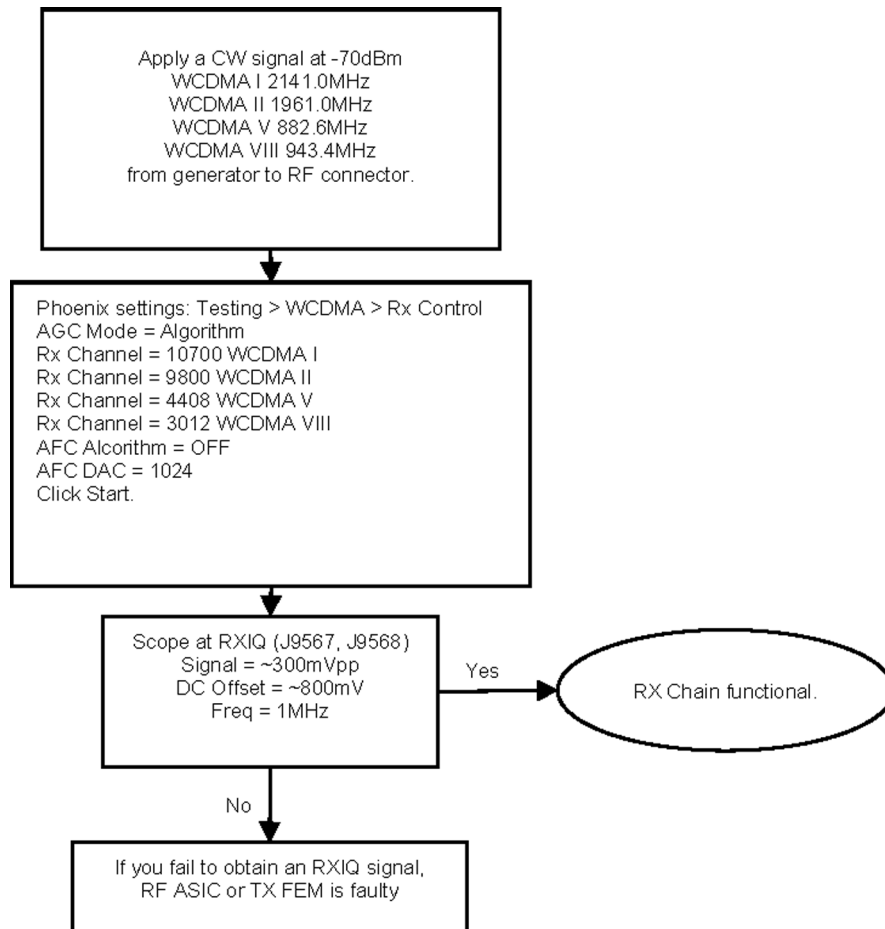 Apply a CW signal at -70dBm
WCDMA I 2141.0MHz
WCDMA II 1961.0MHz
WCDMA V 882.6MHz
WCDMA VIII 943.4MHz
from generator to RF connector.
Phoenix settings: Testing > WCDMA > Rx Control
AGC Mode = Algorithm
Rx Channel = 10700 WCDMA I
Rx Channel = 9800 WCDMA II
Rx Channel = 4408 WCDMA V
Rx Channel = 3012 WCDMA VIII
AFC Alcorithm = OFF
AFC DAC = 1024
Click Start.
Scope at RXIQ (J9567, J9568)
Signal = ~300mVpp
DC Offset = ~800mV
Freq = 1MHz
Yes
RX Chain functional.
No
If you fail to obtain an RXIQ signal,
RF ASIC or TX FEM is faulty